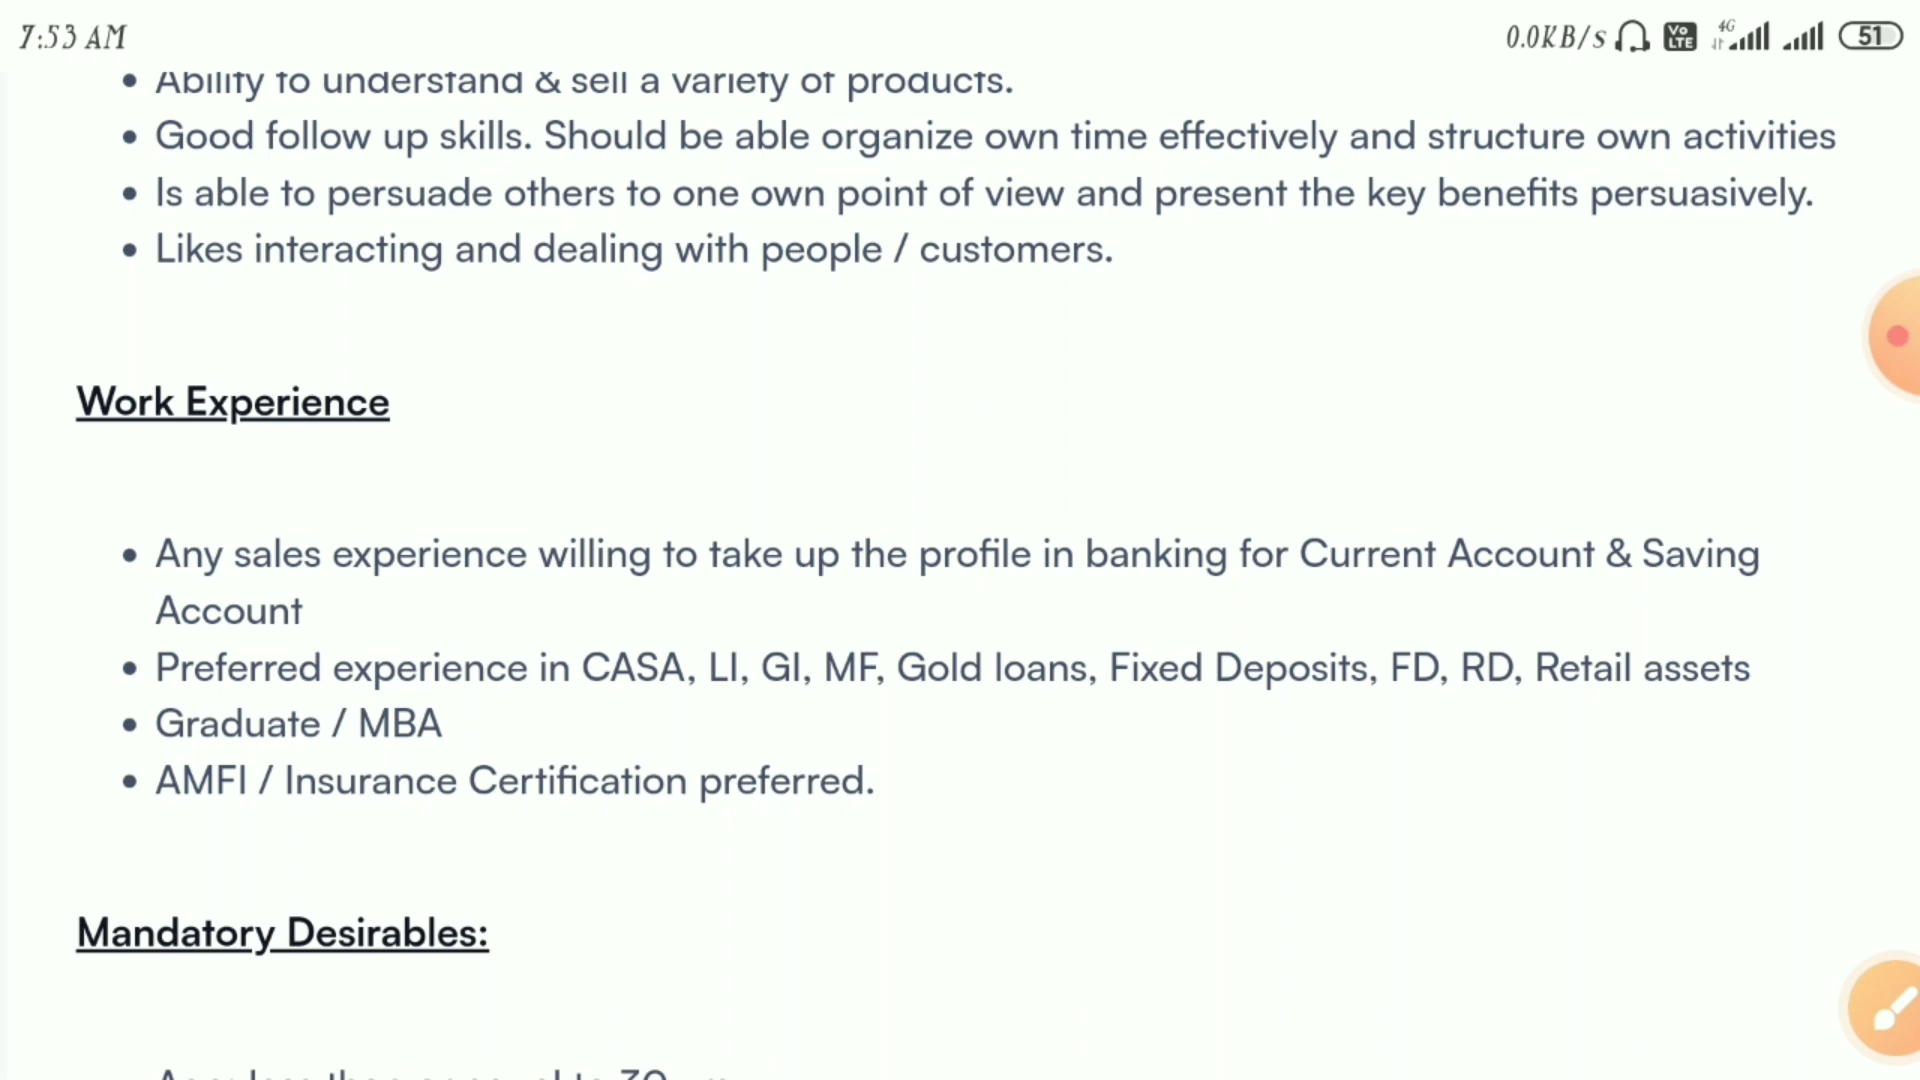 7:53 AM
0.0KB/s
Vo LTE
4G
51
Ability to understand & sell a variety of products.
Good follow up skills. Should be able organize own time effectively and structure own activities
Is able to persuade others to one own point of view and present the key benefits persuasively.
Likes interacting and dealing with people / customers.
Work Experience
Any sales experience willing to take up the profile in banking for Current Account & Saving
Account
Preferred experience in CASA, LI, GI, MF, Gold loans, Fixed Deposits, FD, RD, Retail assets
Graduate / MBA
AMFI / Insurance Certification preferred.
Mandatory Desirables: